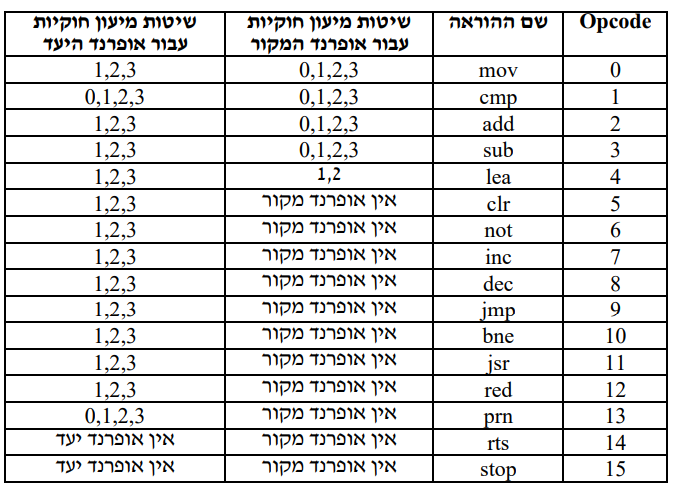 Opcode שם ההוראה שיטות מיעון חוקיות עבור אופרנד המקור שיטות מיעון חוקיות עבור אופרנד היעד
0 mov 0,1,2,3 1,2,3
1 cmp 0,1,2,3 0,1,2,3
2 add 0,1,2,3 1,2,3
3 sub 0,1,2,3 1,2,3
4 lea 1,2 1,2,3
5 clr אין אופרנד מקור 1,2,3
6 not אין אופרנד מקור 1,2,3
7 inc אין אופרנד מקור 1,2,3
8 dec אין אופרנד מקור 1,2,3
9 jmp אין אופרנד מקור 1,2,3
10 bne אין אופרנד מקור 1,2,3
11 jsr אין אופרנד מקור 1,2,3
12 red אין אופרנד מקור 1,2,3
13 prn אין אופרנד מקור 0,1,2,3
14 rts אין אופרנד מקור אין אופרנד יעד
15 stop אין אופרנד מקור אין אופרנד יעד